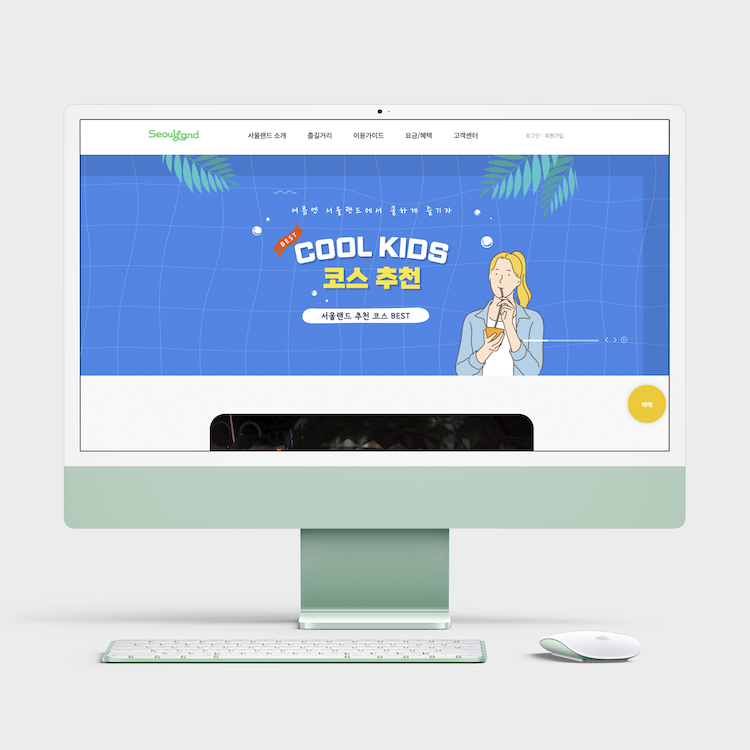 Seoulland
서울랜드 소개 즐길거리 이용가이드 요금/혜택 고객센터 로그인 | 회원가입
여름엔 서울랜드에서 쿨하게 즐기자
BEST
COOL KIDS
코스 추천
서울랜드 추천 코스 BEST
예매